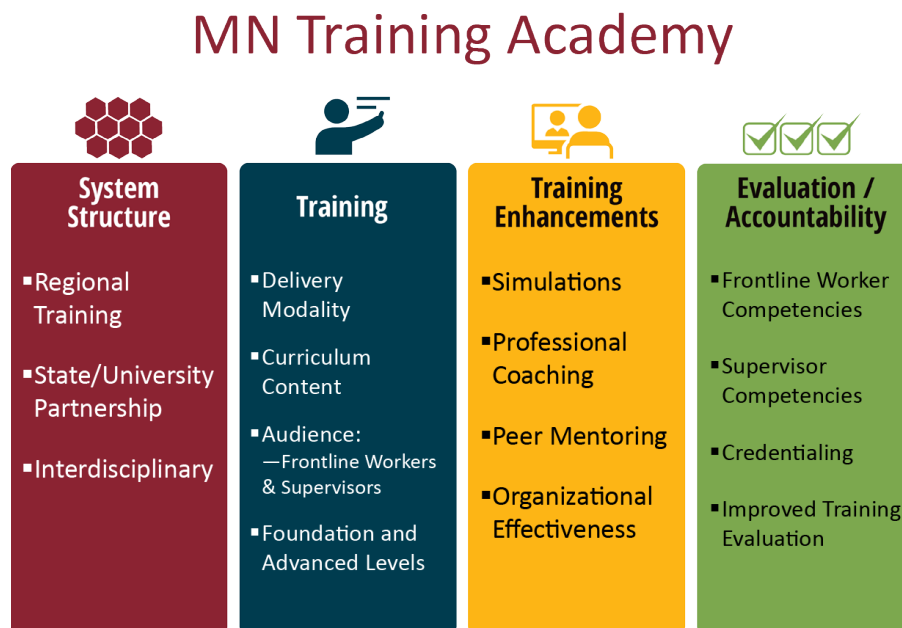 MN Training Academy
System
Structure
▪Regional
Training
▪State/University
Partnership
▪Interdisciplinary
Training
▪Delivery
Modality
▪Curriculum
Content
▪Audience:
—Frontline Workers
& Supervisors
▪Foundation and
Advanced Levels
Training
Enhancements
▪Simulations
▪Professional
Coaching
▪Peer Mentoring
▪Organizational
Effectiveness
Evaluation /
Accountability
▪Frontline Worker
Competencies
▪Supervisor
Competencies
▪Credentialing
▪Improved Training
Evaluation